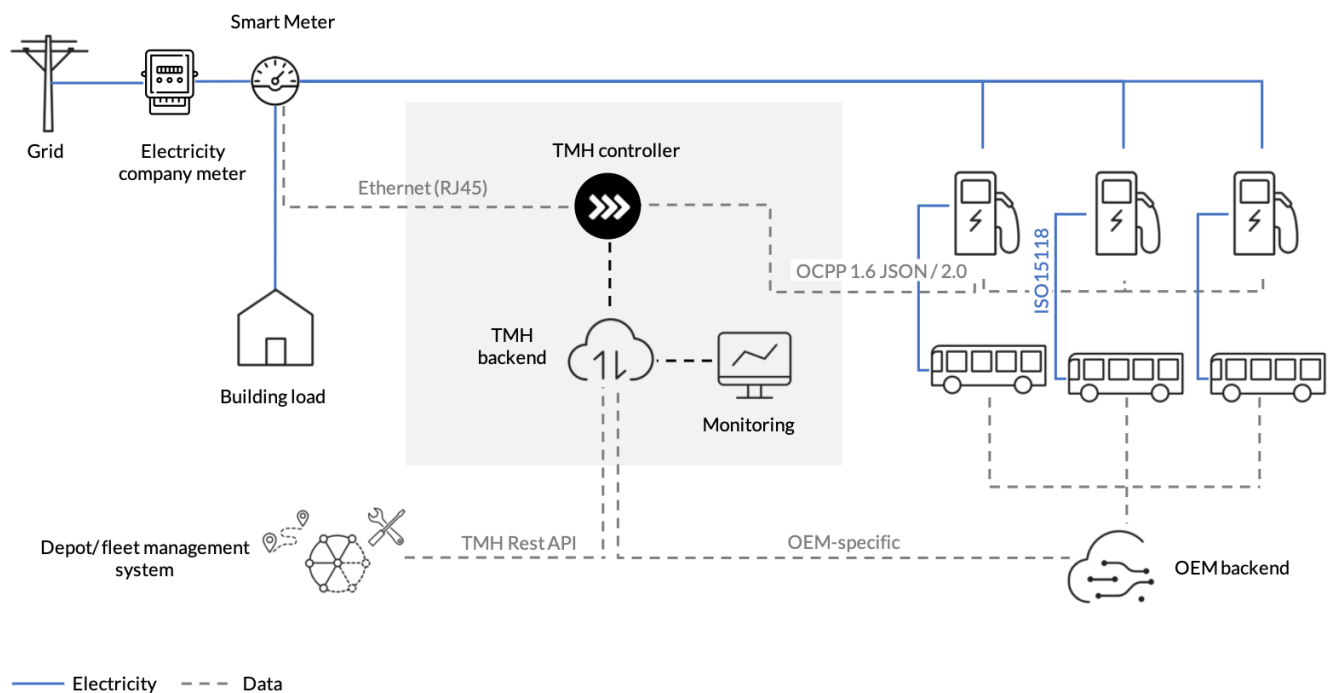 Smart Meter
Grid
Electricity
company meter
TMH controller
Ethernet (RJ45)
OCPP 1.6 JSON / 2.0
ISO15118
TMH
backend
Building load
Monitoring
Depot/fleet management
system
TMH Rest API
OEM-specific
OEM backend
Electricity
Data